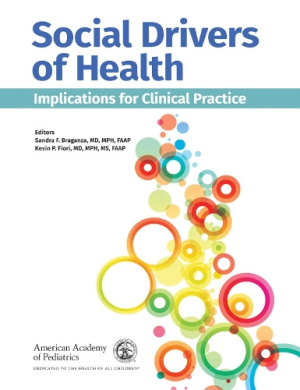 Social Drivers
of Health
Implications for Clinical Practice
Editors
Sandra F. Braganza, MD, MPH, FAAP
Kevin P. Fiori, MD, MPH, MS, FAAP
American Academy
of Pediatrics
DEDICATED TO THE HEALTH OF ALL CHILDREN®